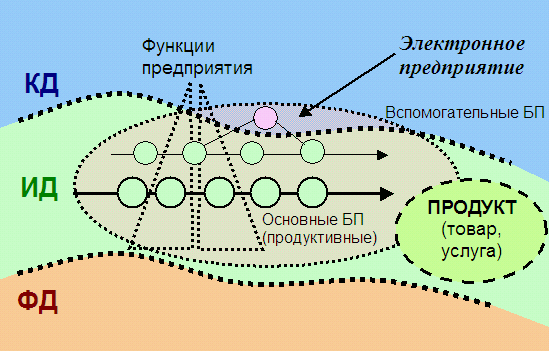 Функции
предприятия
Электронное
предприятие
КД
Вспомогательные БП
ИД
Основные БП
(продуктивные)
ПРОДУКТ
(товар,
услуга)
ФД